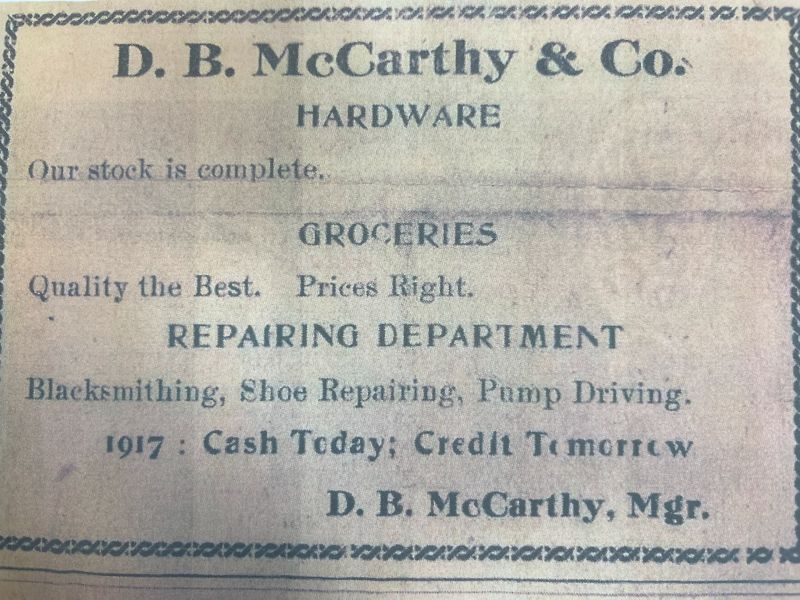 D. B. McCarthy & Co.
HARDWARE
Our stock is complete.
GROCERIES
Quality the Best. Prices Right.
REPAIRING DEPARTMENT
Blacksmithing, Shoe Repairing, Pump Driving.
1917 : Cash Today; Credit Tomorrow
D. B. McCarthy, Mgr.